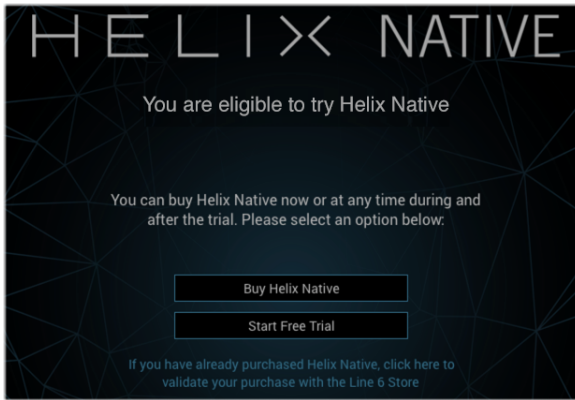 HELIX NATIVE
You are eligible to try Helix Native
You can buy Helix Native now or at any time during and
after the trial. Please select an option below:
Buy Helix Native
Start Free Trial
If you have already purchased Helix Native, click here to
validate your purchase with the Line 6 Store